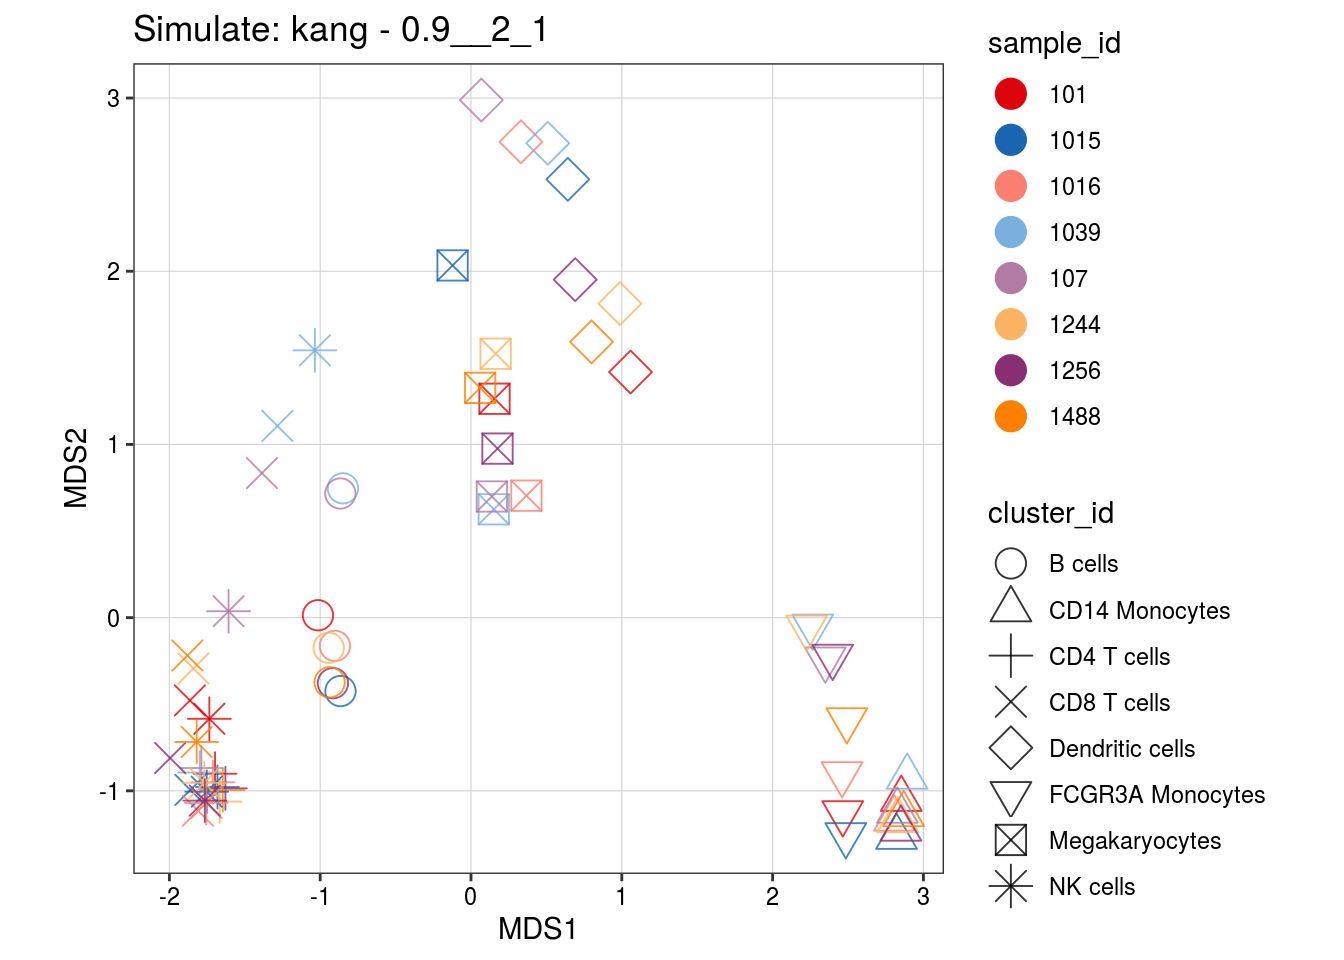 Simulate: kang - 0.9__2_1
sample_id
101
1015
1016
1039
107
1244
1256
1488
cluster_id
B cells
CD14 Monocytes
CD4 T cells
CD8 T cells
Dendritic cells
FCGR3A Monocytes
Megakaryocytes
NK cells
MDS2
3
2
1
0
-1
-2 -1 0 1 2 3
MDS1